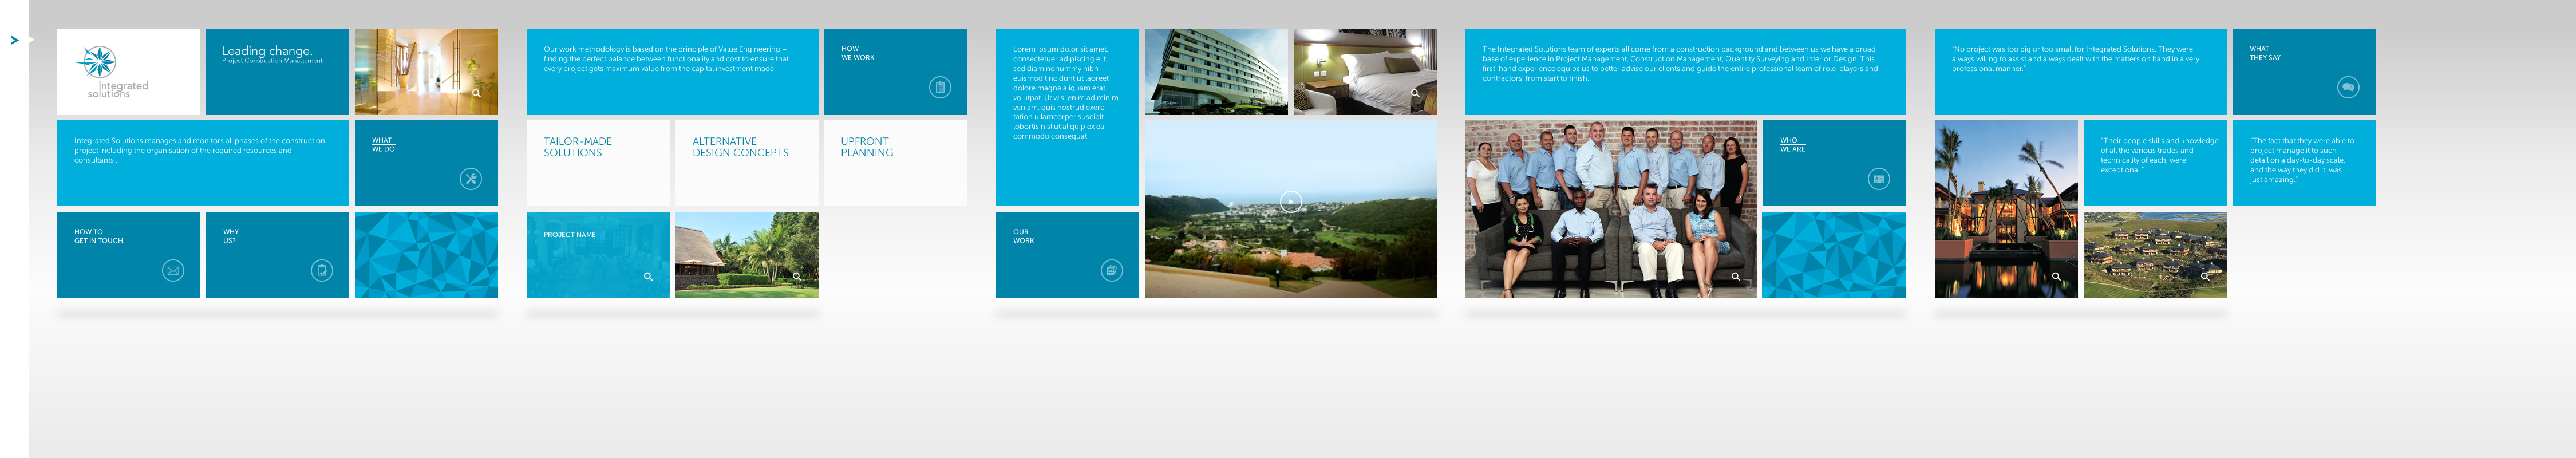 Integrated
solutions
Leading change.
Project Construction Management
Integrated Solutions manages and monitors all phases of the construction
project including the organisation of the required resources and
consultants.
WHAT
WE DO
HOW TO
GET IN TOUCH
WHY
US?
Our work methodology is based on the principle of Value Engineering –
finding the perfect balance between functionality and cost to ensure that
every project gets maximum value from the capital investment made.
HOW
WE WORK
TAILOR-MADE
SOLUTIONS
ALTERNATIVE
DESIGN CONCEPTS
UPFRONT
PLANNING
PROJECT NAME
Lorem ipsum dolor sit amet,
consectetuer adipiscing elit,
sed diam nonummy nibh
euismod tincidunt ut laoreet
dolore magna aliquam erat
volutpat. Ut wisi enim ad minim
veniam, quis nostrud exerci
tation ullamcorper suscipit
lobortis nisl ut aliquip ex ea
commodo consequat.
OUR
WORK
The Integrated Solutions team of experts all come from a construction background and between us we have a broad
base of experience in Project Management, Construction Management, Quantity Surveying and Interior Design. This
first-hand experience equips us to better advise our clients and guide the entire professional team of role-players and
contractors, from start to finish.
WHO
WE ARE
"No project was too big or too small for Integrated Solutions. They were
always willing to assist and always dealt with the matters on hand in a very
professional manner."
WHAT
THEY SAY
"Their people skills and knowledge
of all the various trades and
technicality of each, were
exceptional."
"The fact that they were able to
project manage it to such
detail on a day-to-day scale,
and the way they did it, was
just amazing."